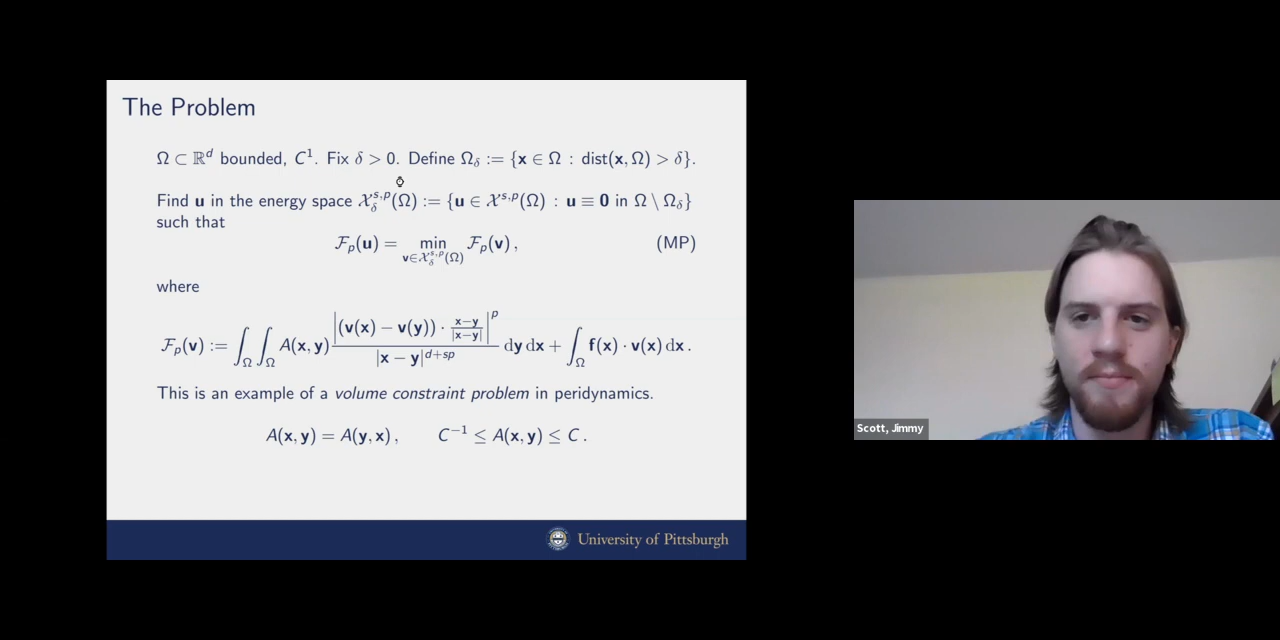 The Problem
Ω ⊂ ℝ^d bounded, C^1. Fix δ > 0. Define Ω_δ := {x ∈ Ω : dist(x, Ω) > δ}.
Find u in the energy space 𝒳_δ^{s,p}(Ω) := {u ∈ 𝒳^{s,p}(Ω) : u ≡ 0 in Ω \ Ω_δ}
such that
ℱ_p(u) = min_{v∈𝒳_δ^{s,p}(Ω)} ℱ_p(v) , (MP)
where
ℱ_p(v) := ∫_Ω ∫_Ω A(x, y) |(v(x) − v(y)) · (x−y)/|x−y||^p / |x − y|^{d+sp} dy dx + ∫_Ω f(x) · v(x) dx .
This is an example of a volume constraint problem in peridynamics.
A(x, y) = A(y, x) , C^{−1} ≤ A(x, y) ≤ C .
University of Pittsburgh
Scott, Jimmy